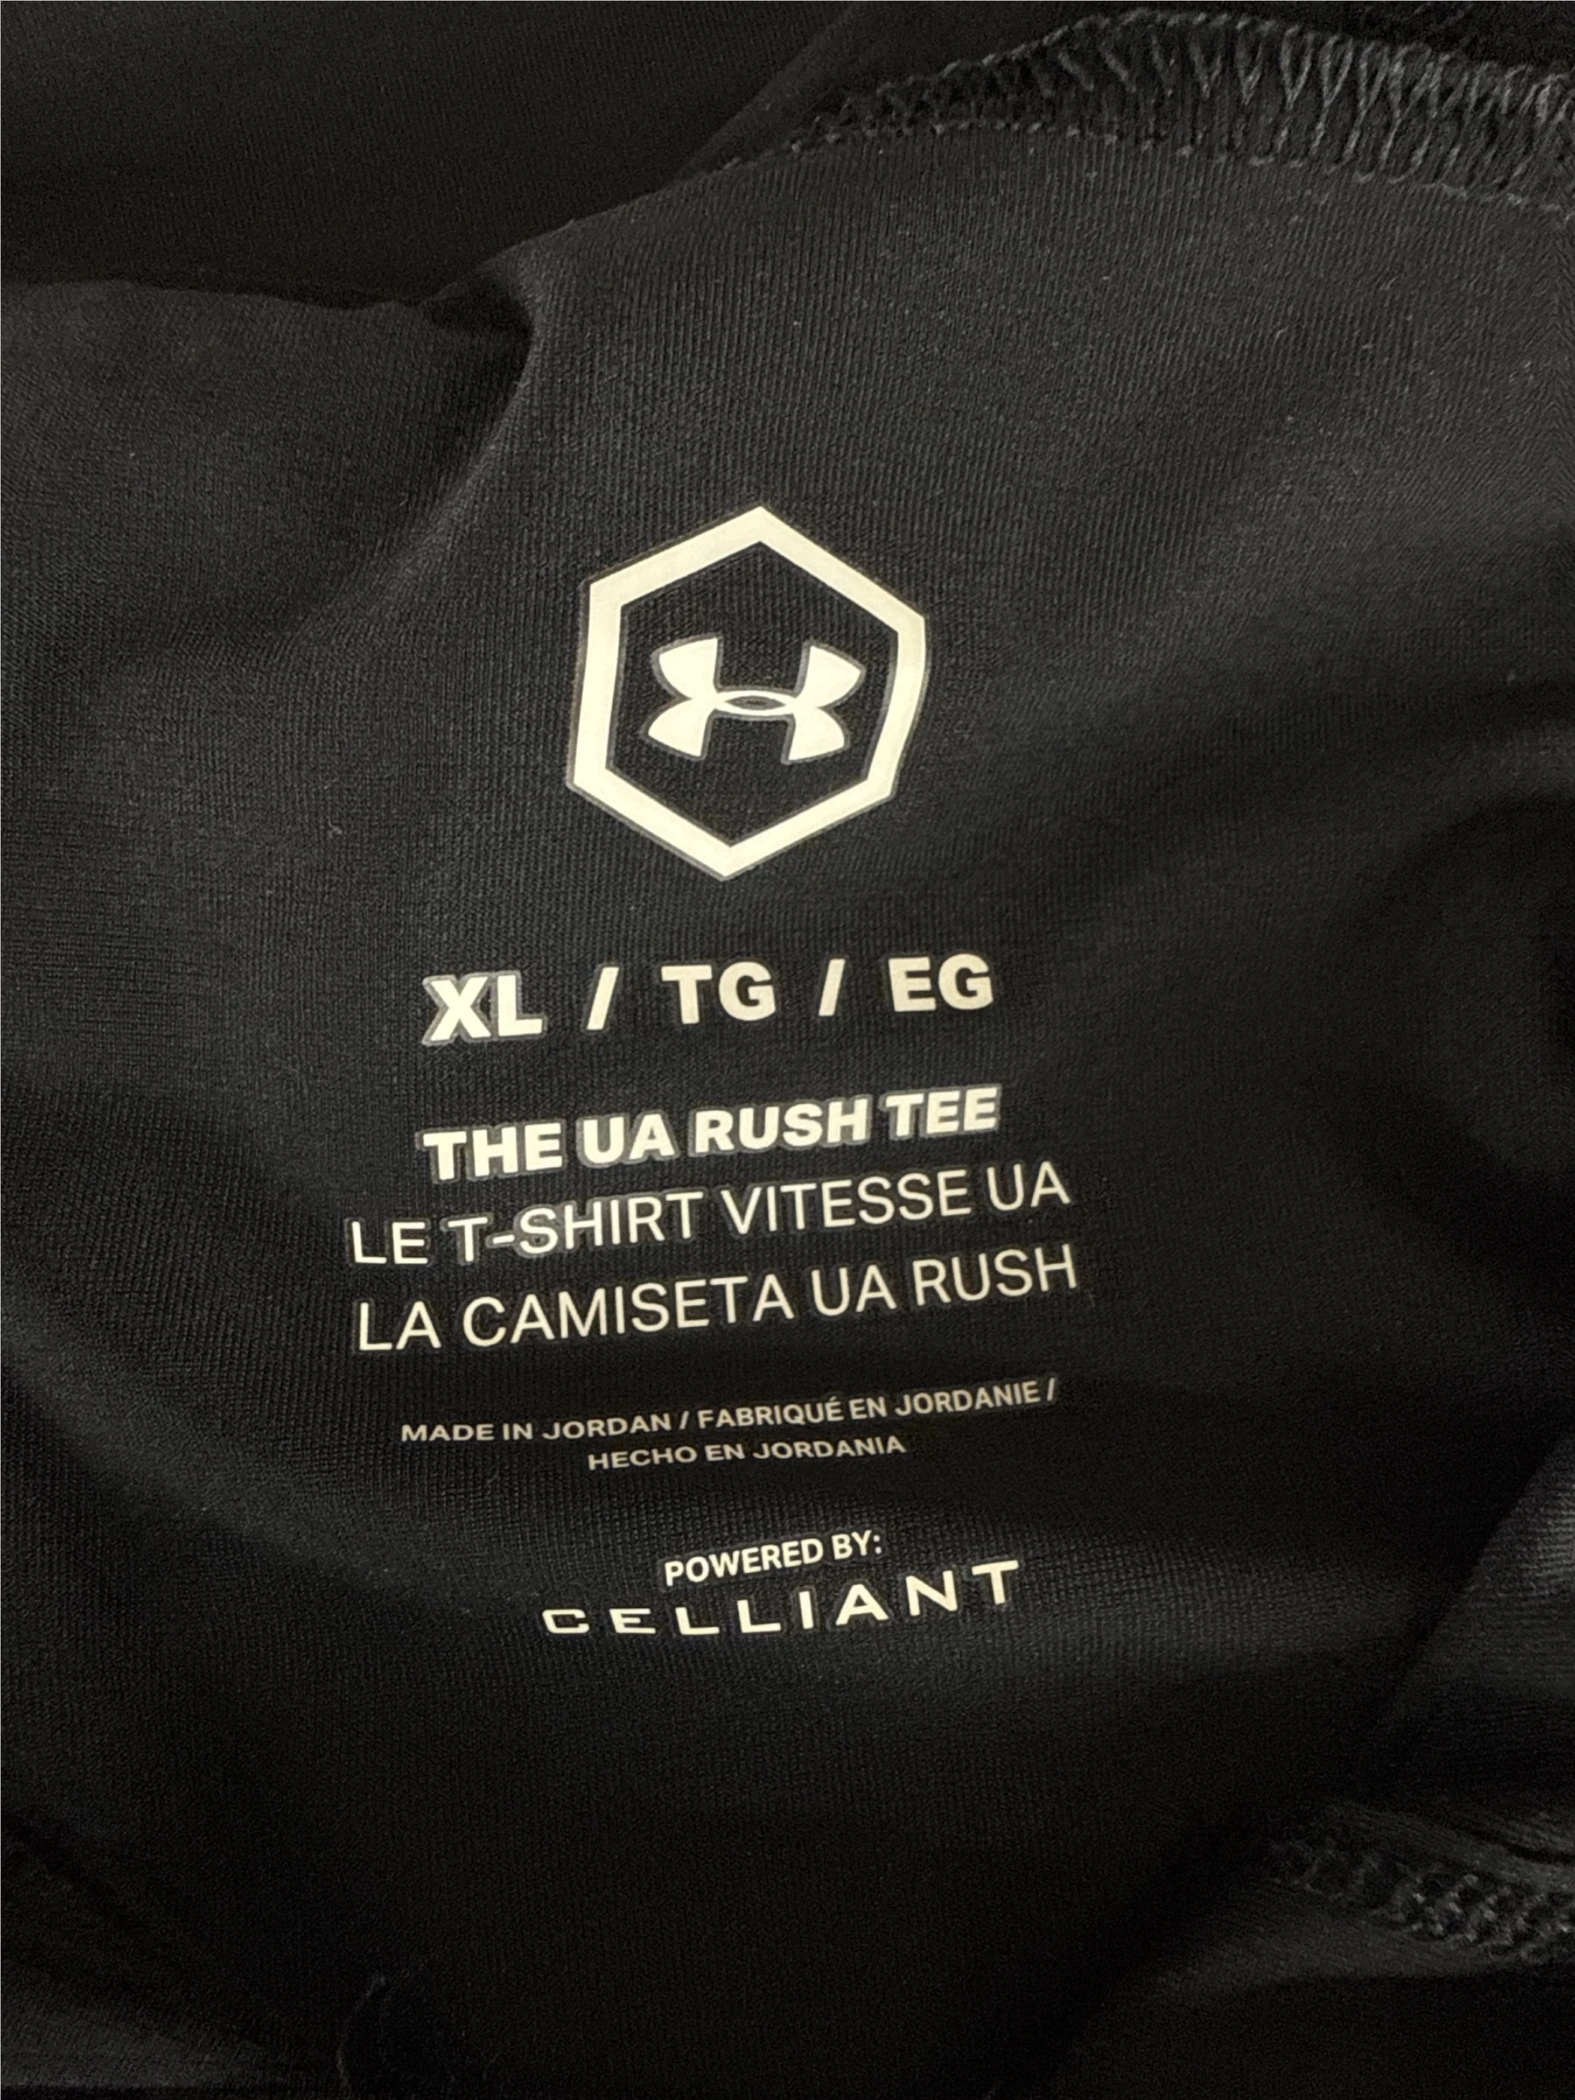 XL / TG / EG
THE UA RUSH TEE
LE T-SHIRT VITESSE UA
LA CAMISETA UA RUSH
MADE IN JORDAN / FABRIQUÉ EN JORDANIE /
HECHO EN JORDANIA
POWERED BY:
CELLIANT